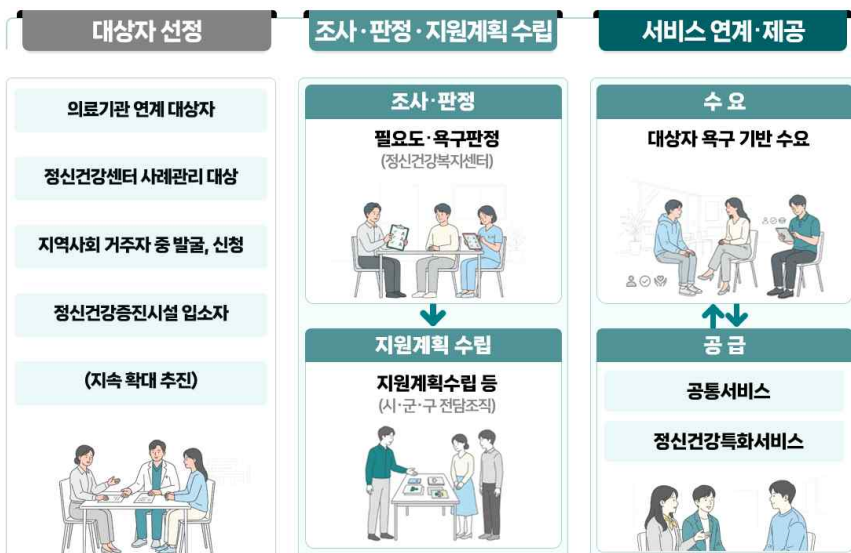 대상자 선정
의료기관 연계 대상자
정신건강센터 사례관리 대상
지역사회 거주자 중 발굴, 신청
정신건강증진시설 입소자
(지속 확대 추진)
조사·판정·지원계획 수립
조사·판정
필요도·욕구판정
(정신건강복지센터)
지원계획 수립
지원계획수립 등
(시·군·구 전담조직)
서비스 연계·제공
수 요
대상자 욕구 기반 수요
공 급
공통서비스
정신건강특화서비스